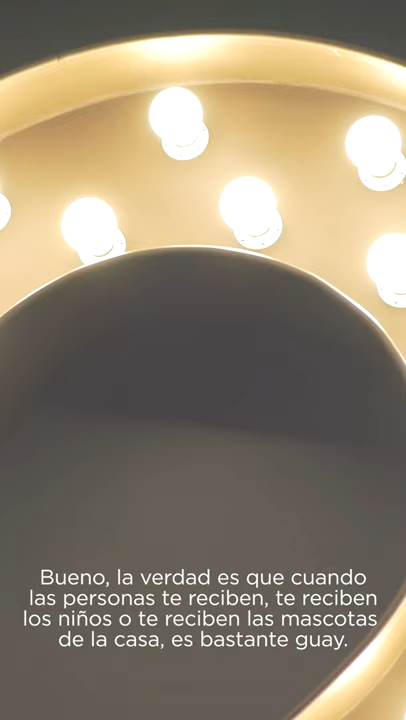 Bueno, la verdad es que cuando
las personas te reciben, te reciben
los niños o te reciben las mascotas
de la casa, es bastante guay.